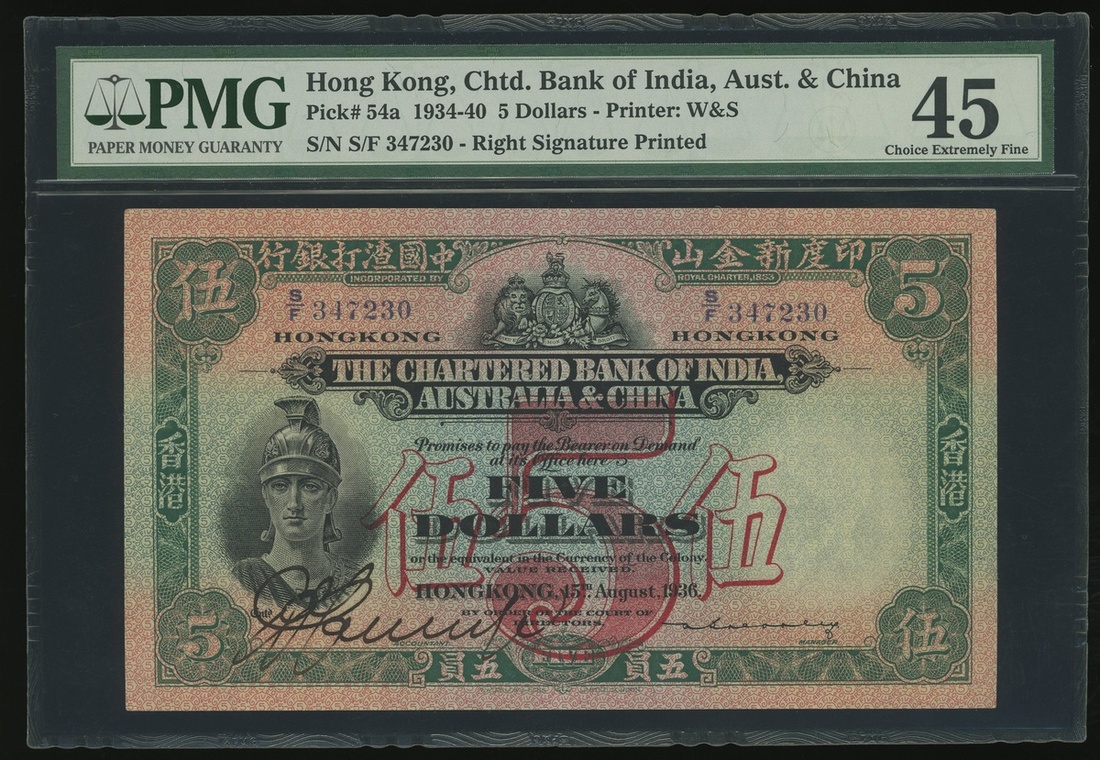 PMG
PAPER MONEY GUARANTY
Hong Kong, Chtd. Bank of India, Aust. & China
Pick# 54a 1934-40 5 Dollars - Printer: W&S
S/N S/F 347230 - Right Signature Printed
45
Choice Extremely Fine
行銀打渣國中
山金新度印
伍
5
INCORPORATED BY
ROYAL CHARTER, 1853
S/F 347230
S/F 347230
HONGKONG
HONGKONG
THE CHARTERED BANK OF INDIA,
AUSTRALIA & CHINA
Promises to pay the Bearer on Demand
at its Office here
香港
香港
伍
5
伍
FIVE
DOLLARS
or the equivalent in the Currency of the Colony,
VALUE RECEIVED.
HONGKONG, 15TH August, 1936.
BY ORDER OF THE COURT OF
DIRECTORS,
ACCOUNTANT
MANAGER
5
伍
員五
員五